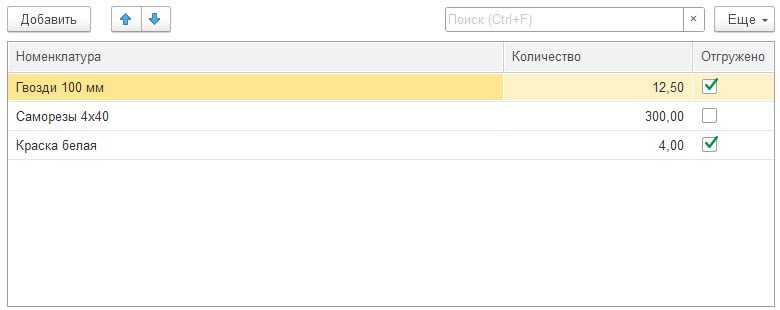 Добавить Поиск (Ctrl+F) × Еще
Номенклатура Количество Отгружено
Гвозди 100 мм 12,50
Саморезы 4х40 300,00
Краска белая 4,00